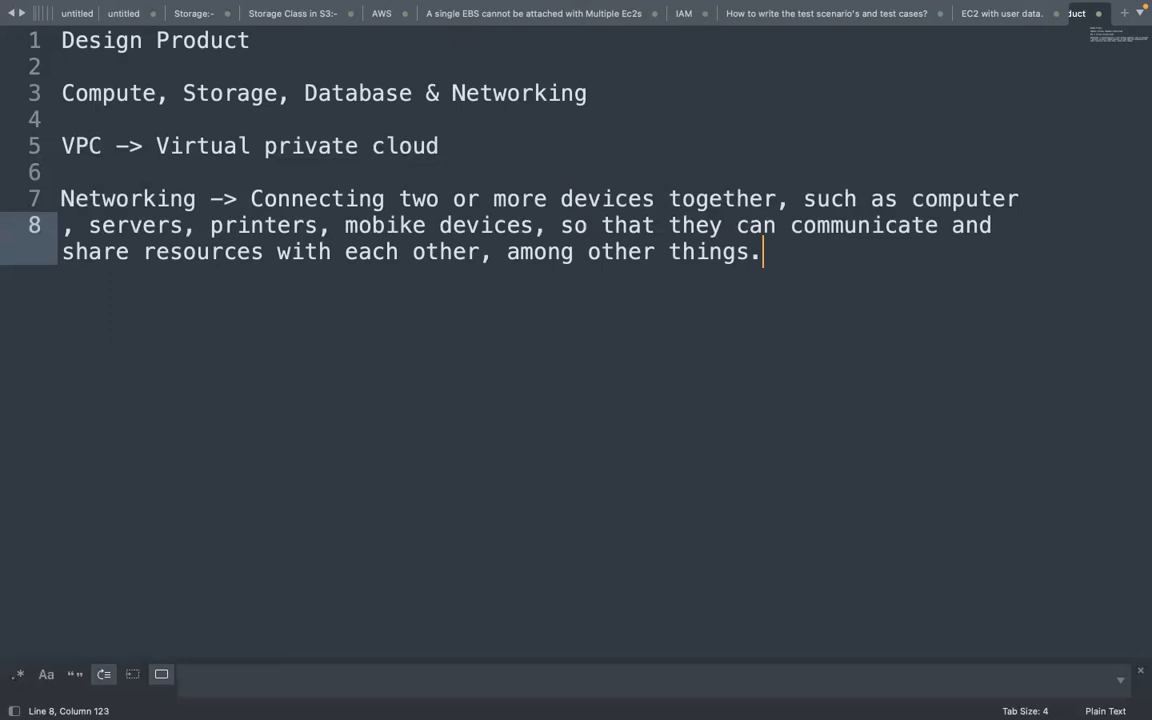 untitled untitled Storage:- Storage Class in S3:- AWS A single EBS cannot be attached with Multiple Ec2s IAM How to write the test scenario's and test cases? EC2 with user data. duct
1 Design Product
2
3 Compute, Storage, Database & Networking
4
5 VPC -> Virtual private cloud
6
7 Networking -> Connecting two or more devices together, such as computer
8 , servers, printers, mobike devices, so that they can communicate and
share resources with each other, among other things.
.* Aa “”
Line 8, Column 123 Tab Size: 4 Plain Text